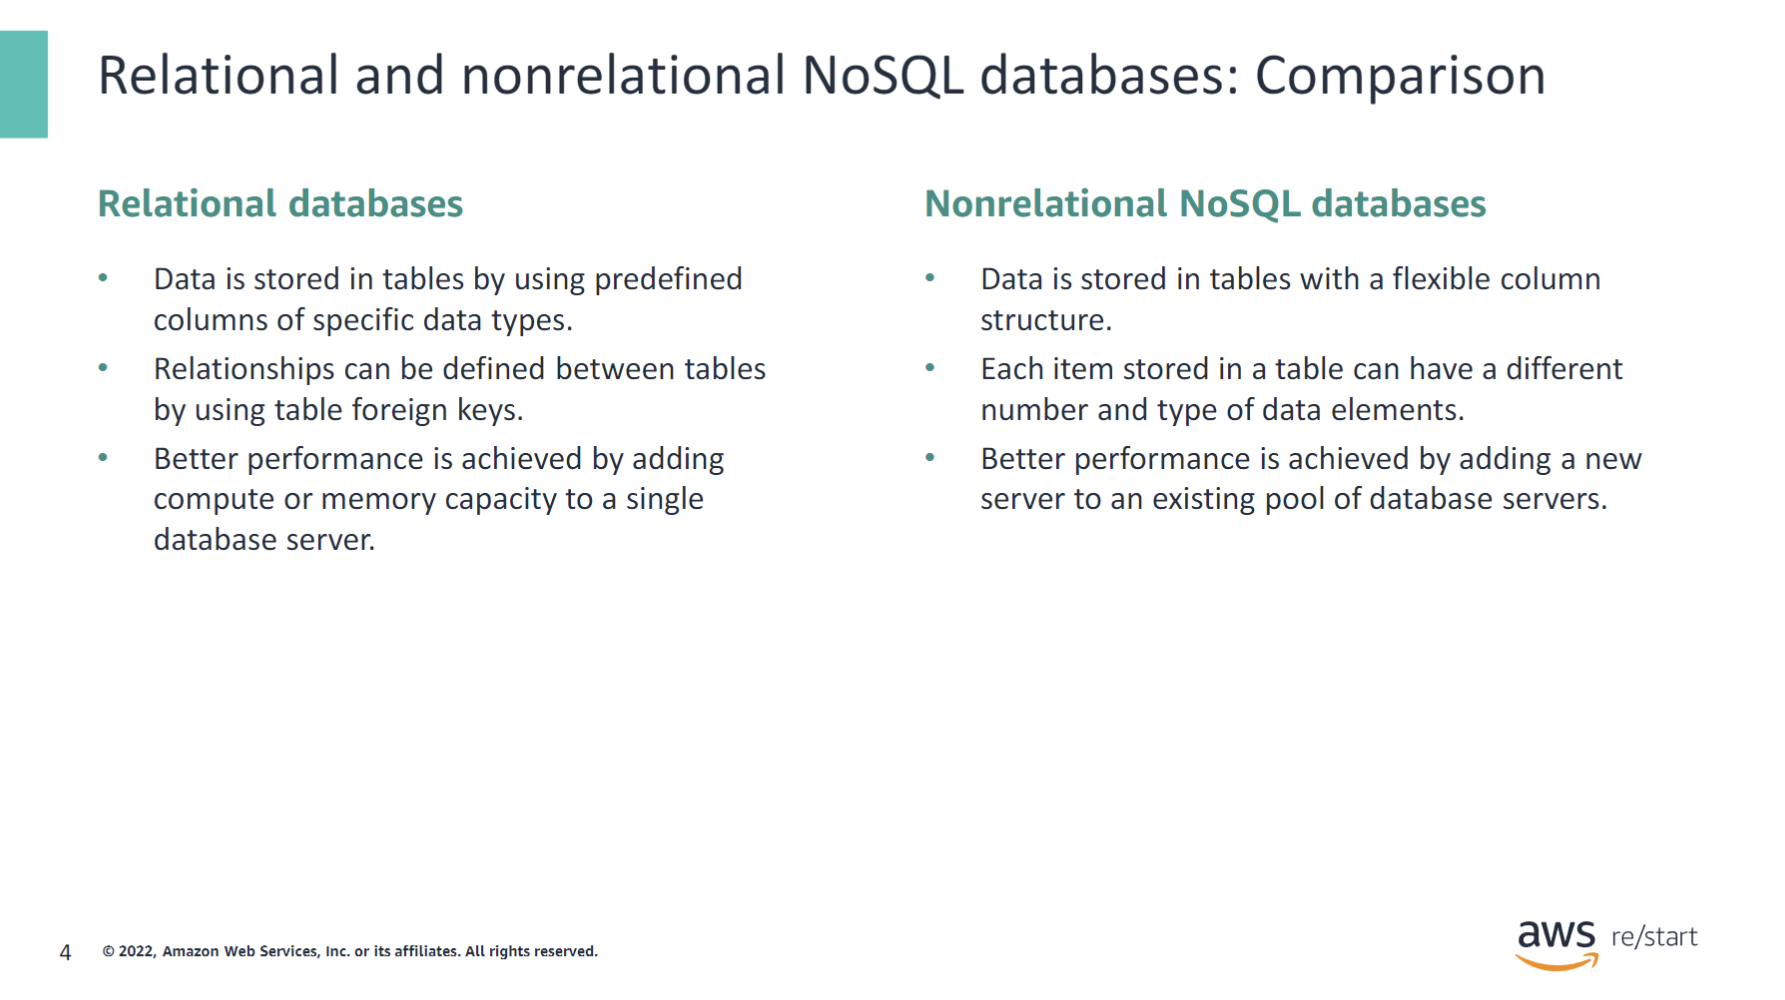 Relational and nonrelational NoSQL databases: Comparison
Relational databases
• Data is stored in tables by using predefined
columns of specific data types.
• Relationships can be defined between tables
by using table foreign keys.
• Better performance is achieved by adding
compute or memory capacity to a single
database server.
Nonrelational NoSQL databases
• Data is stored in tables with a flexible column
structure.
• Each item stored in a table can have a different
number and type of data elements.
• Better performance is achieved by adding a new
server to an existing pool of database servers.
4 © 2022, Amazon Web Services, Inc. or its affiliates. All rights reserved.
aws re/start